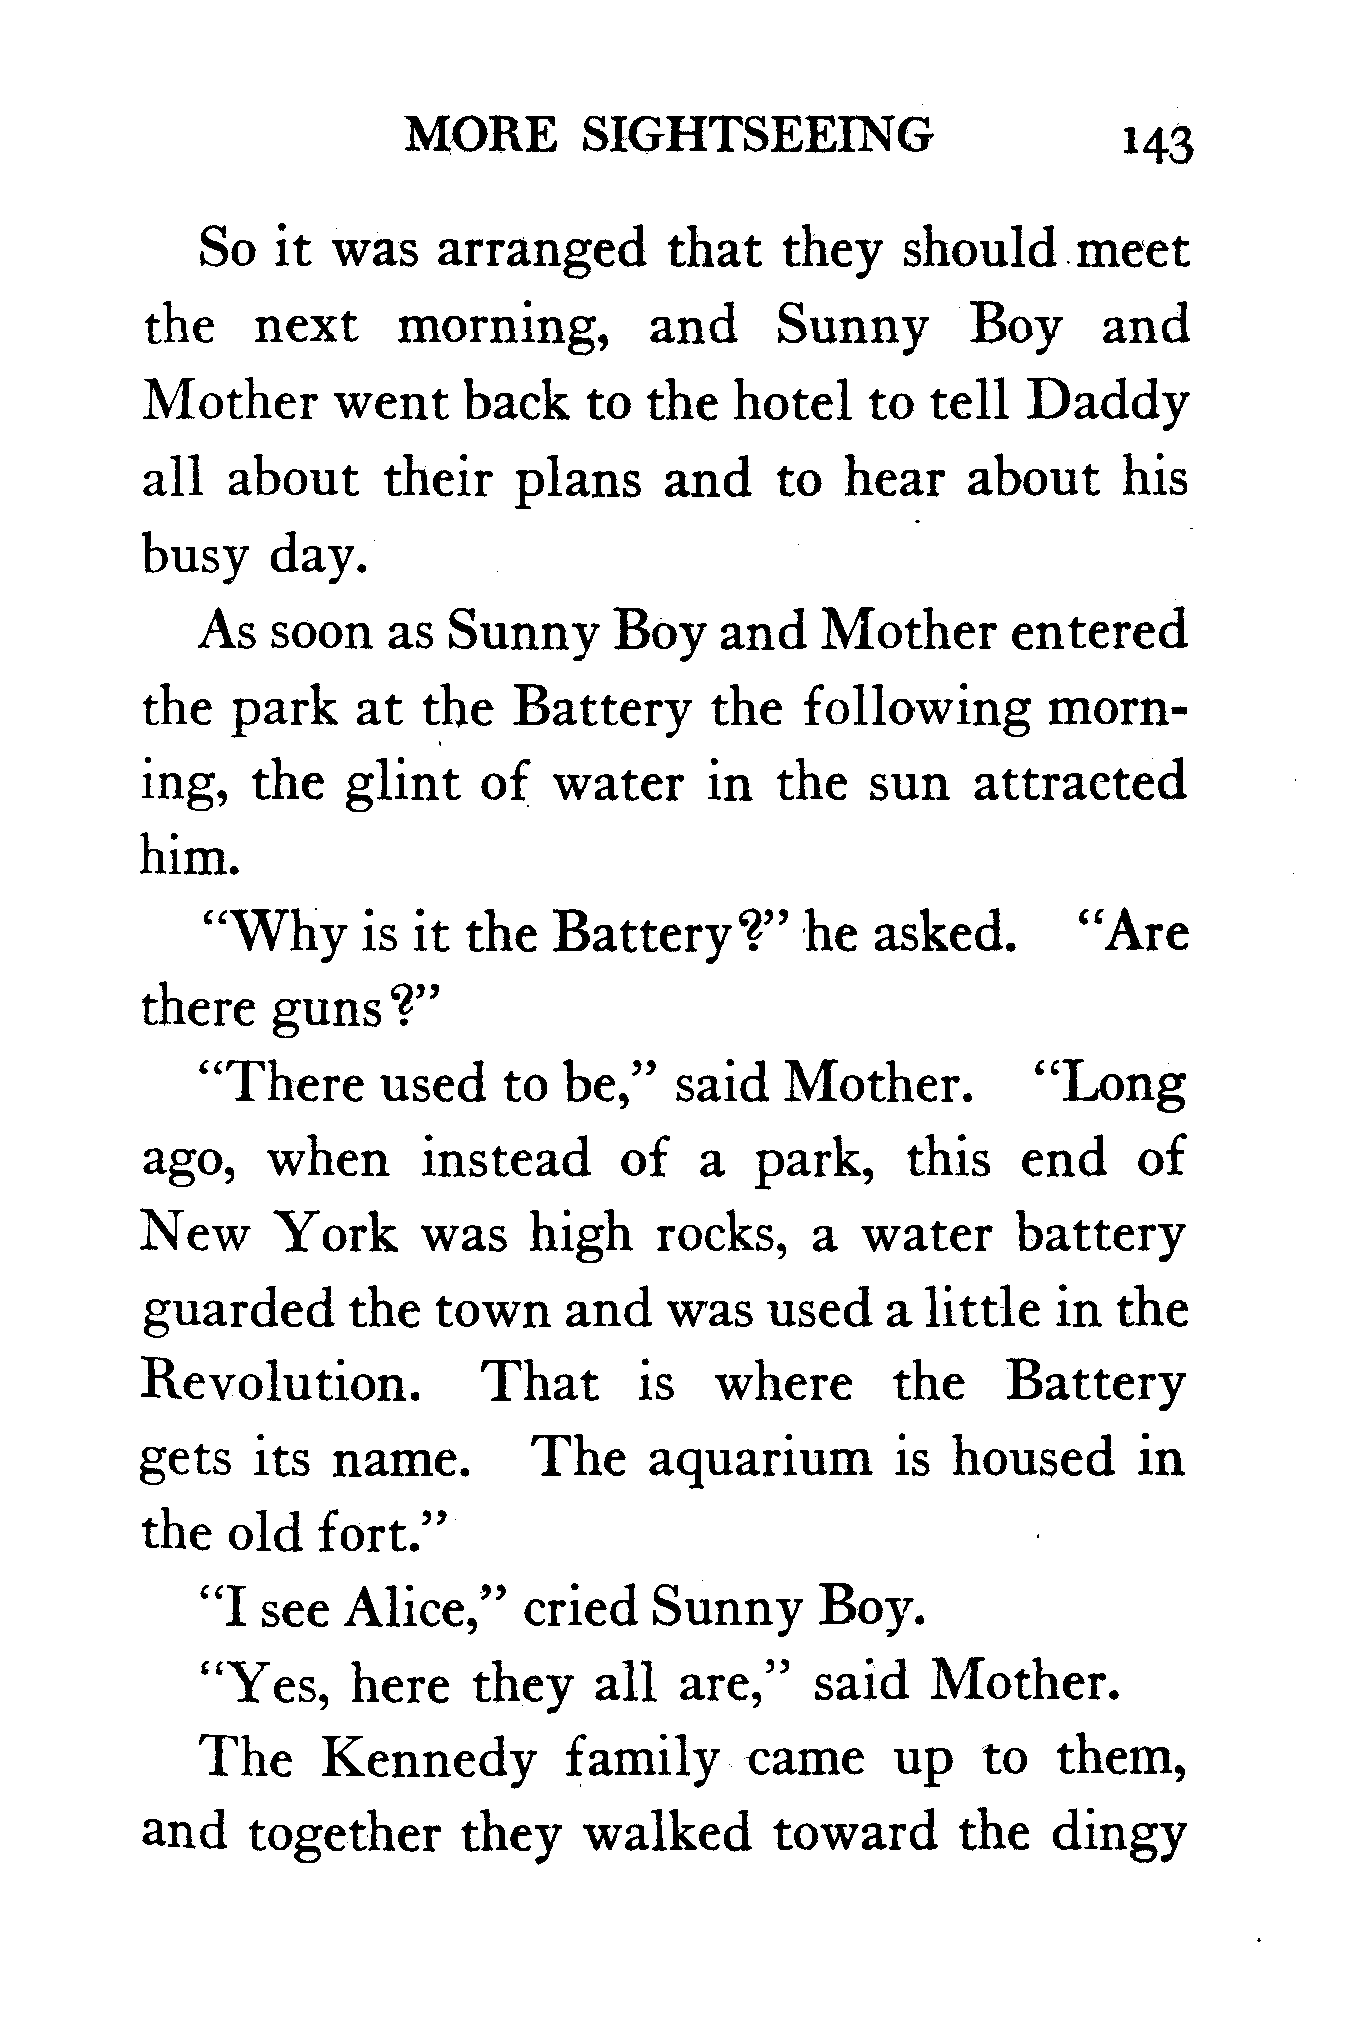 MORE SIGHTSEEING 143
So it was arranged that they should meet
the next morning, and Sunny Boy and
Mother went back to the hotel to tell Daddy
all about their plans and to hear about his
busy day.
As soon as Sunny Boy and Mother entered
the park at the Battery the following morn-
ing, the glint of water in the sun attracted
him.
“Why is it the Battery?” he asked. “Are
there guns?”
“There used to be,” said Mother. “Long
ago, when instead of a park, this end of
New York was high rocks, a water battery
guarded the town and was used a little in the
Revolution. That is where the Battery
gets its name. The aquarium is housed in
the old fort.”
“I see Alice,” cried Sunny Boy.
“Yes, here they all are,” said Mother.
The Kennedy family came up to them,
and together they walked toward the dingy